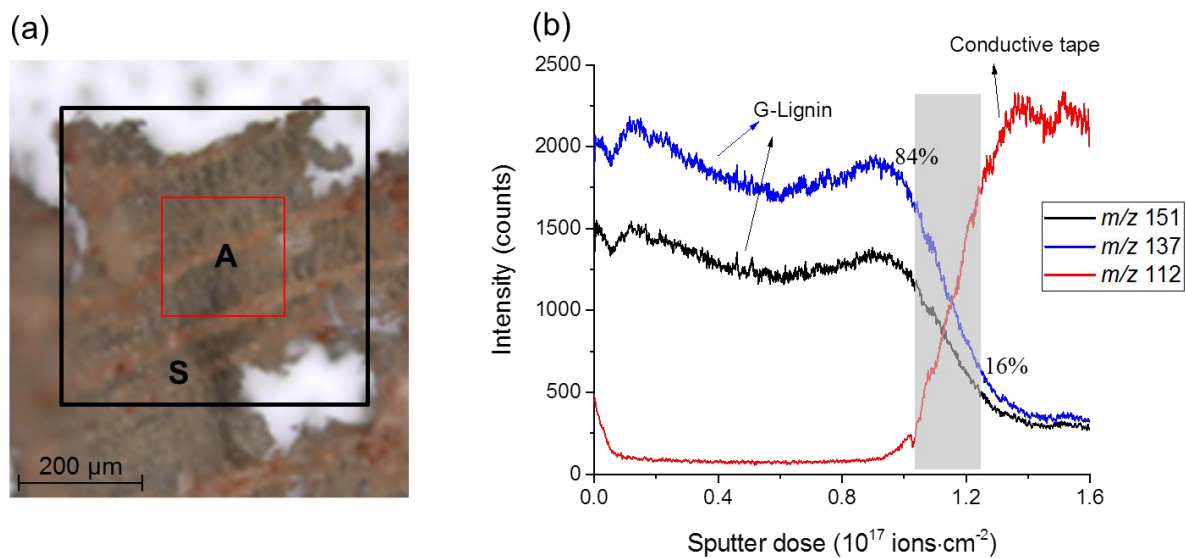 (a)
A
S
200 µm
(b)
Conductive tape
G-Lignin
84%
16%
2500
2000
1500
1000
500
0
0.0 0.4 0.8 1.2 1.6
Intensity (counts)
Sputter dose (10¹⁷ ions·cm⁻²)
m/z 151
m/z 137
m/z 112